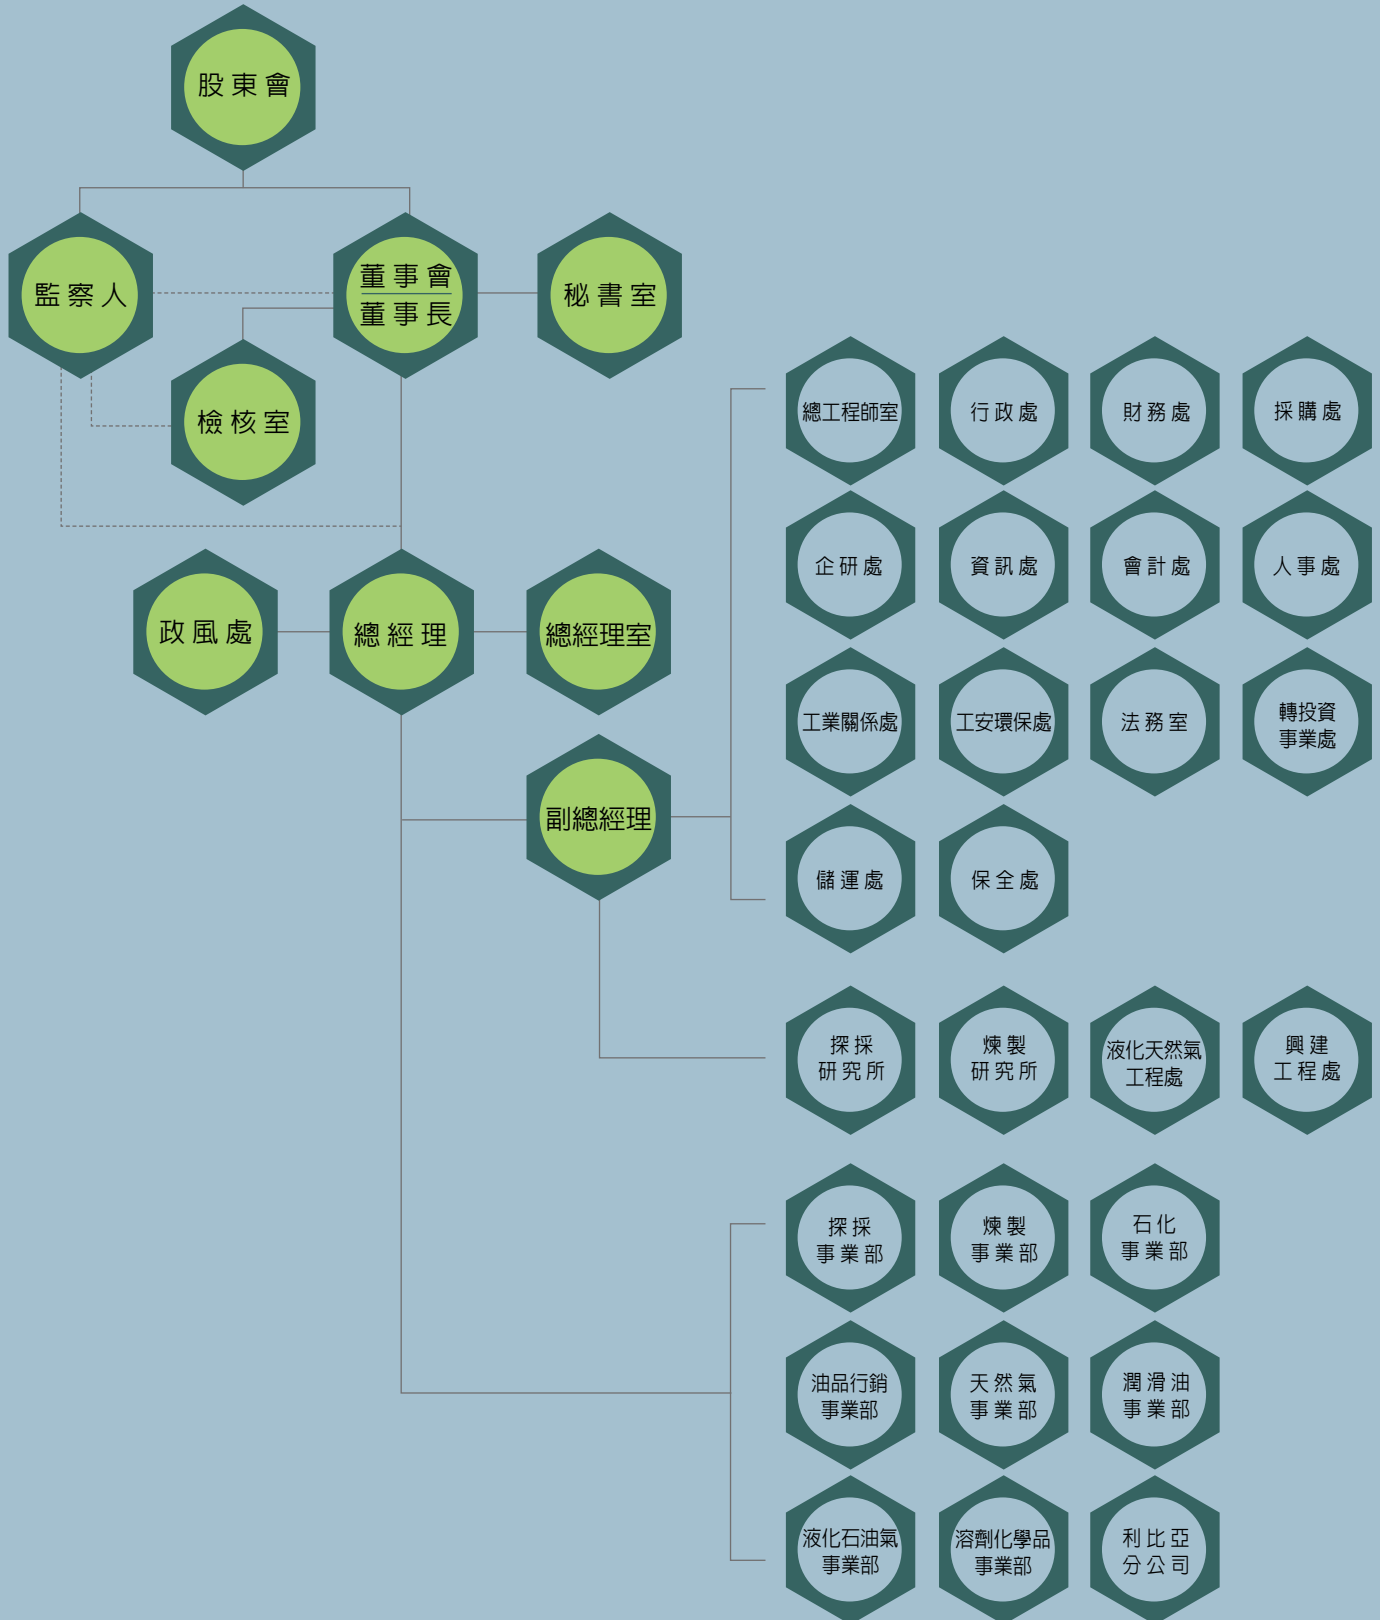 股東會
監察人
董事會
董事長
秘書室
檢核室
政風處
總經理
總經理室
副總經理
總工程師室
行政處
財務處
採購處
企研處
資訊處
會計處
人事處
工業關係處
工安環保處
法務室
轉投資
事業處
儲運處
保全處
探採
研究所
煉製
研究所
液化天然氣
工程處
興建
工程處
探採
事業部
煉製
事業部
石化
事業部
油品行銷
事業部
天然氣
事業部
潤滑油
事業部
液化石油氣
事業部
溶劑化學品
事業部
利比亞
分公司